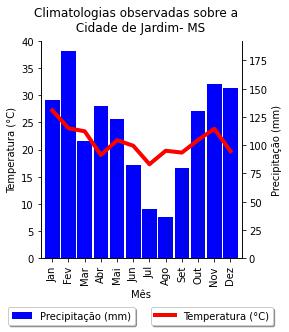 Climatologias observadas sobre a
Cidade de Jardim- MS
Temperatura (°C)
40
35
30
25
20
15
10
5
0
Precipitação (mm)
175
150
125
100
75
50
25
0
Jan Fev Mar Abr Mai Jun Jul Ago Set Out Nov Dez
Mês
Precipitação (mm) Temperatura (°C)